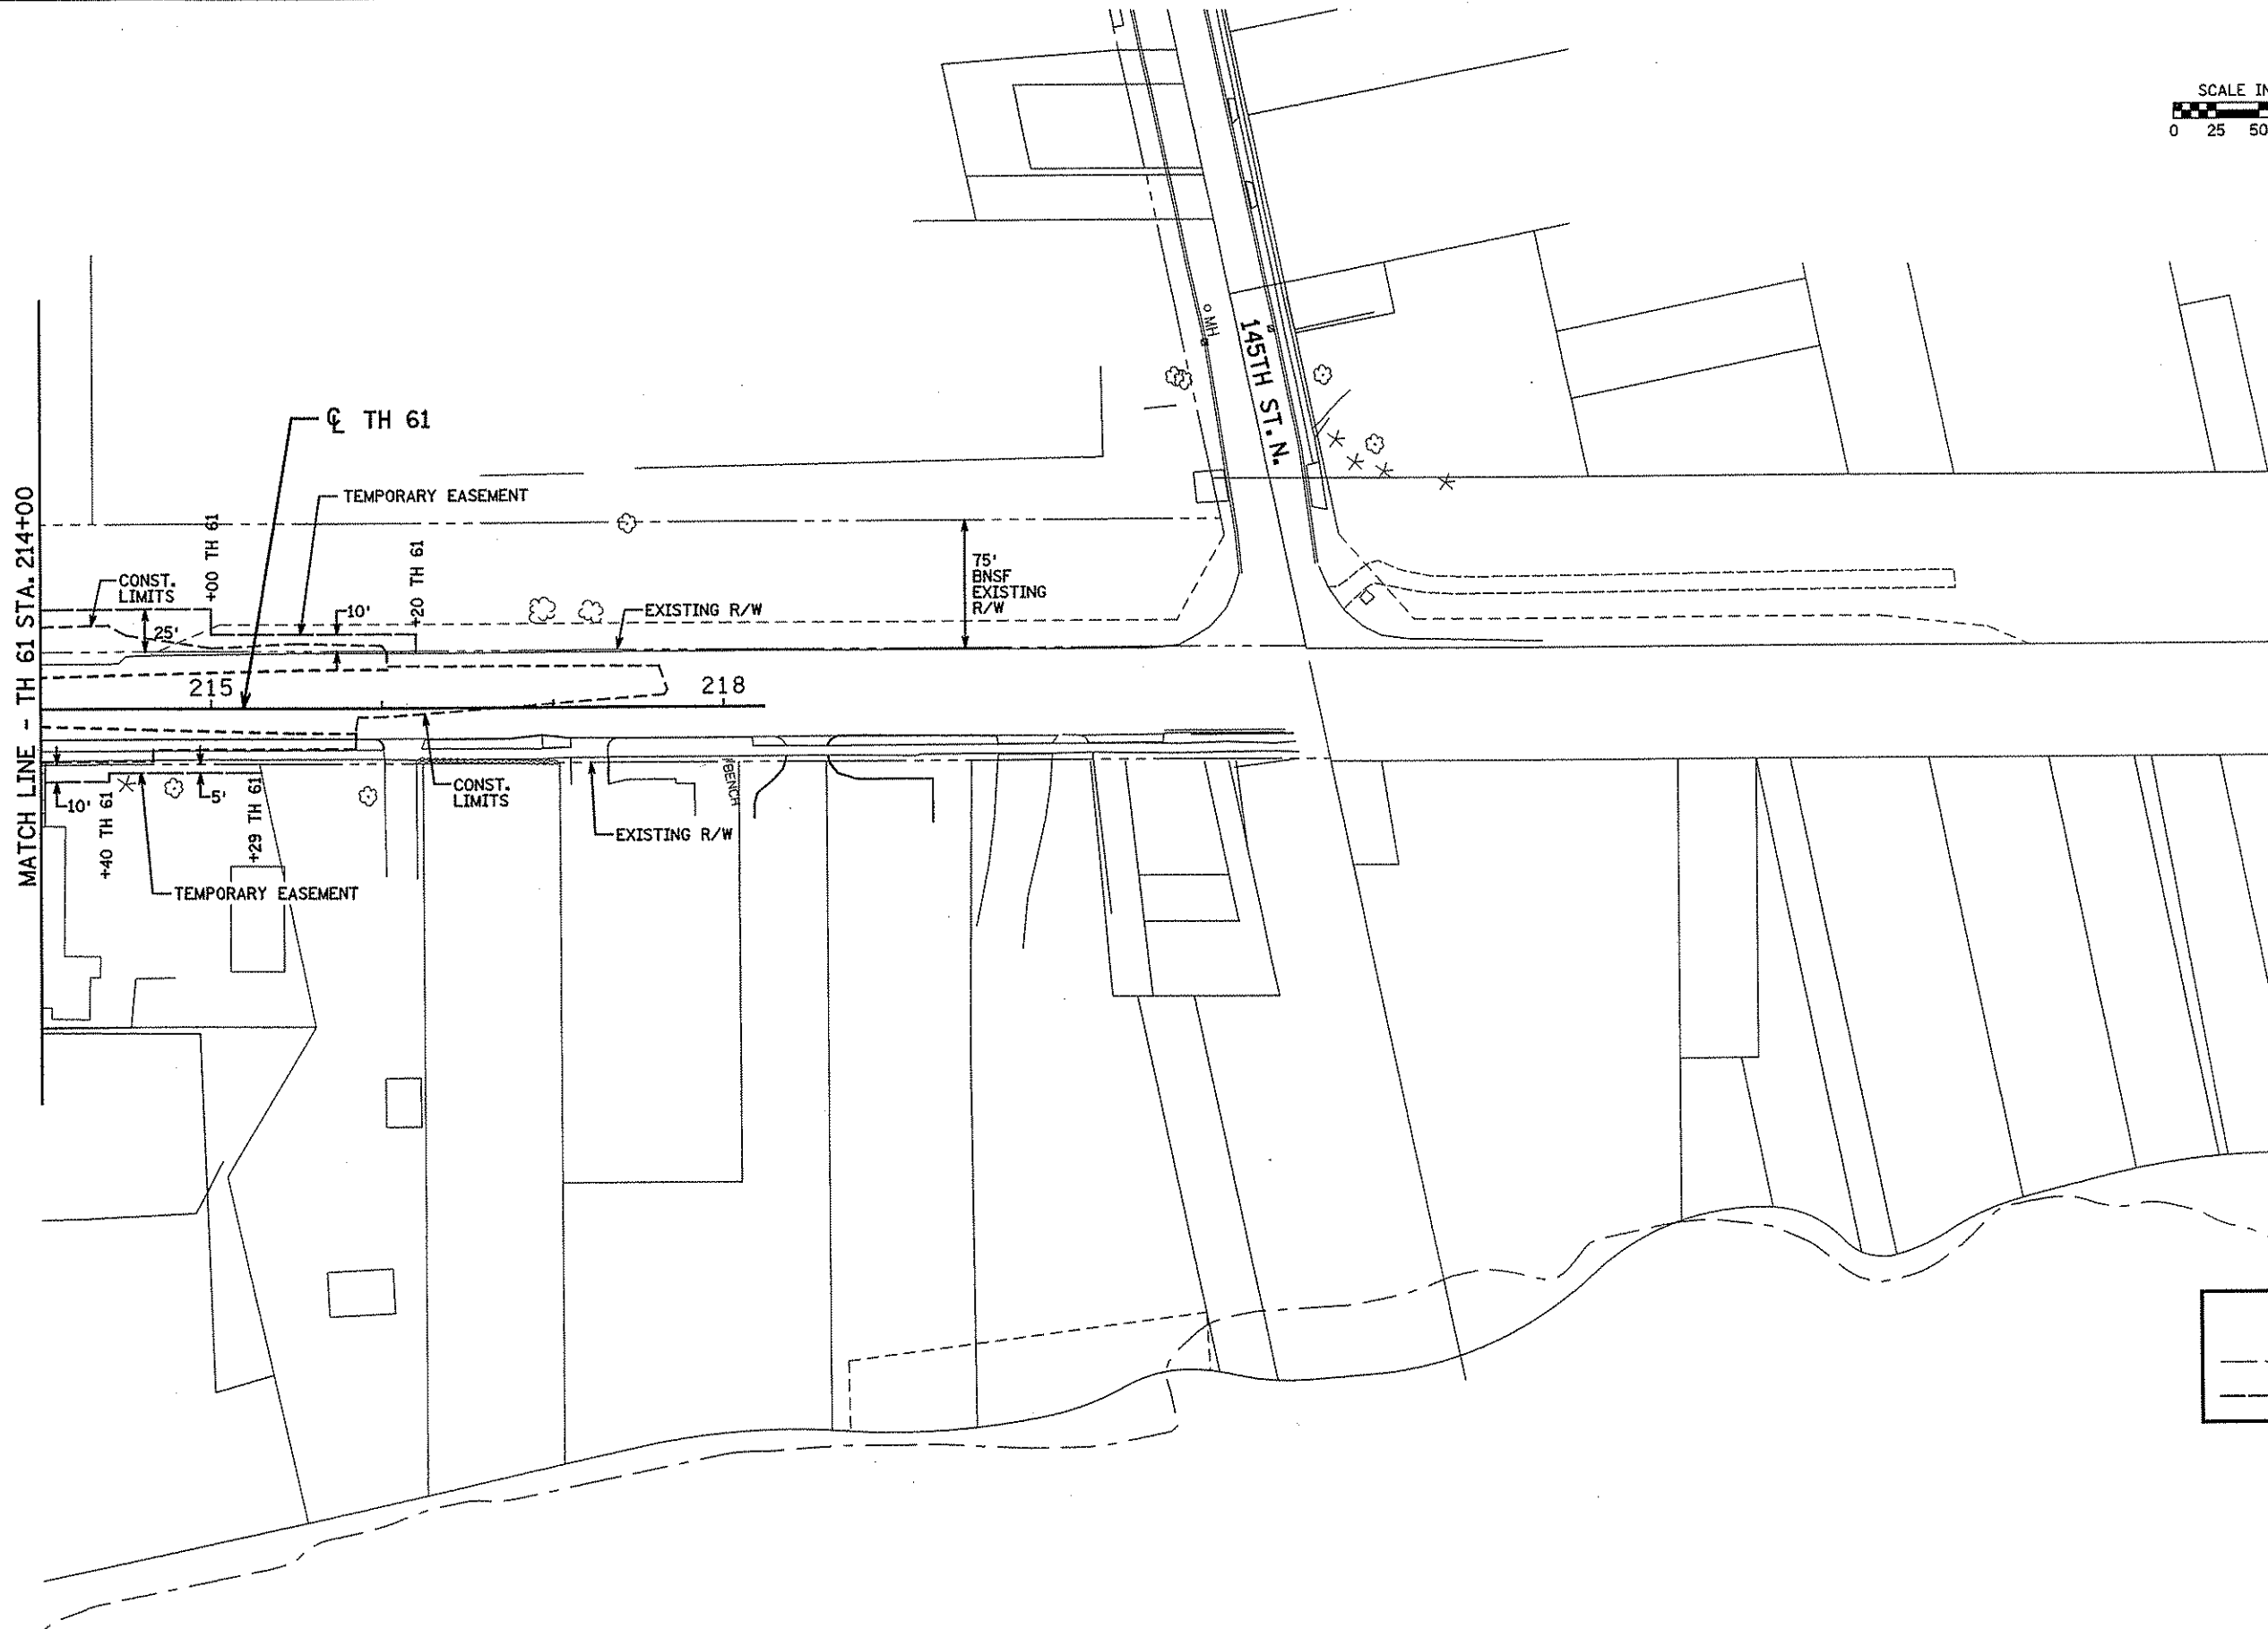 SCALE IN
0 25 50
MH
145TH ST. N.
℄ TH 61
TEMPORARY EASEMENT
MATCH LINE - TH 61 STA. 214+00
+00 TH 61
+20 TH 61
CONST.
LIMITS
25'
10'
EXISTING R/W
75'
BNSF
EXISTING
R/W
215
218
10'
+40 TH 61
5'
+29 TH 61
CONST.
LIMITS
BENCH
EXISTING R/W
TEMPORARY EASEMENT